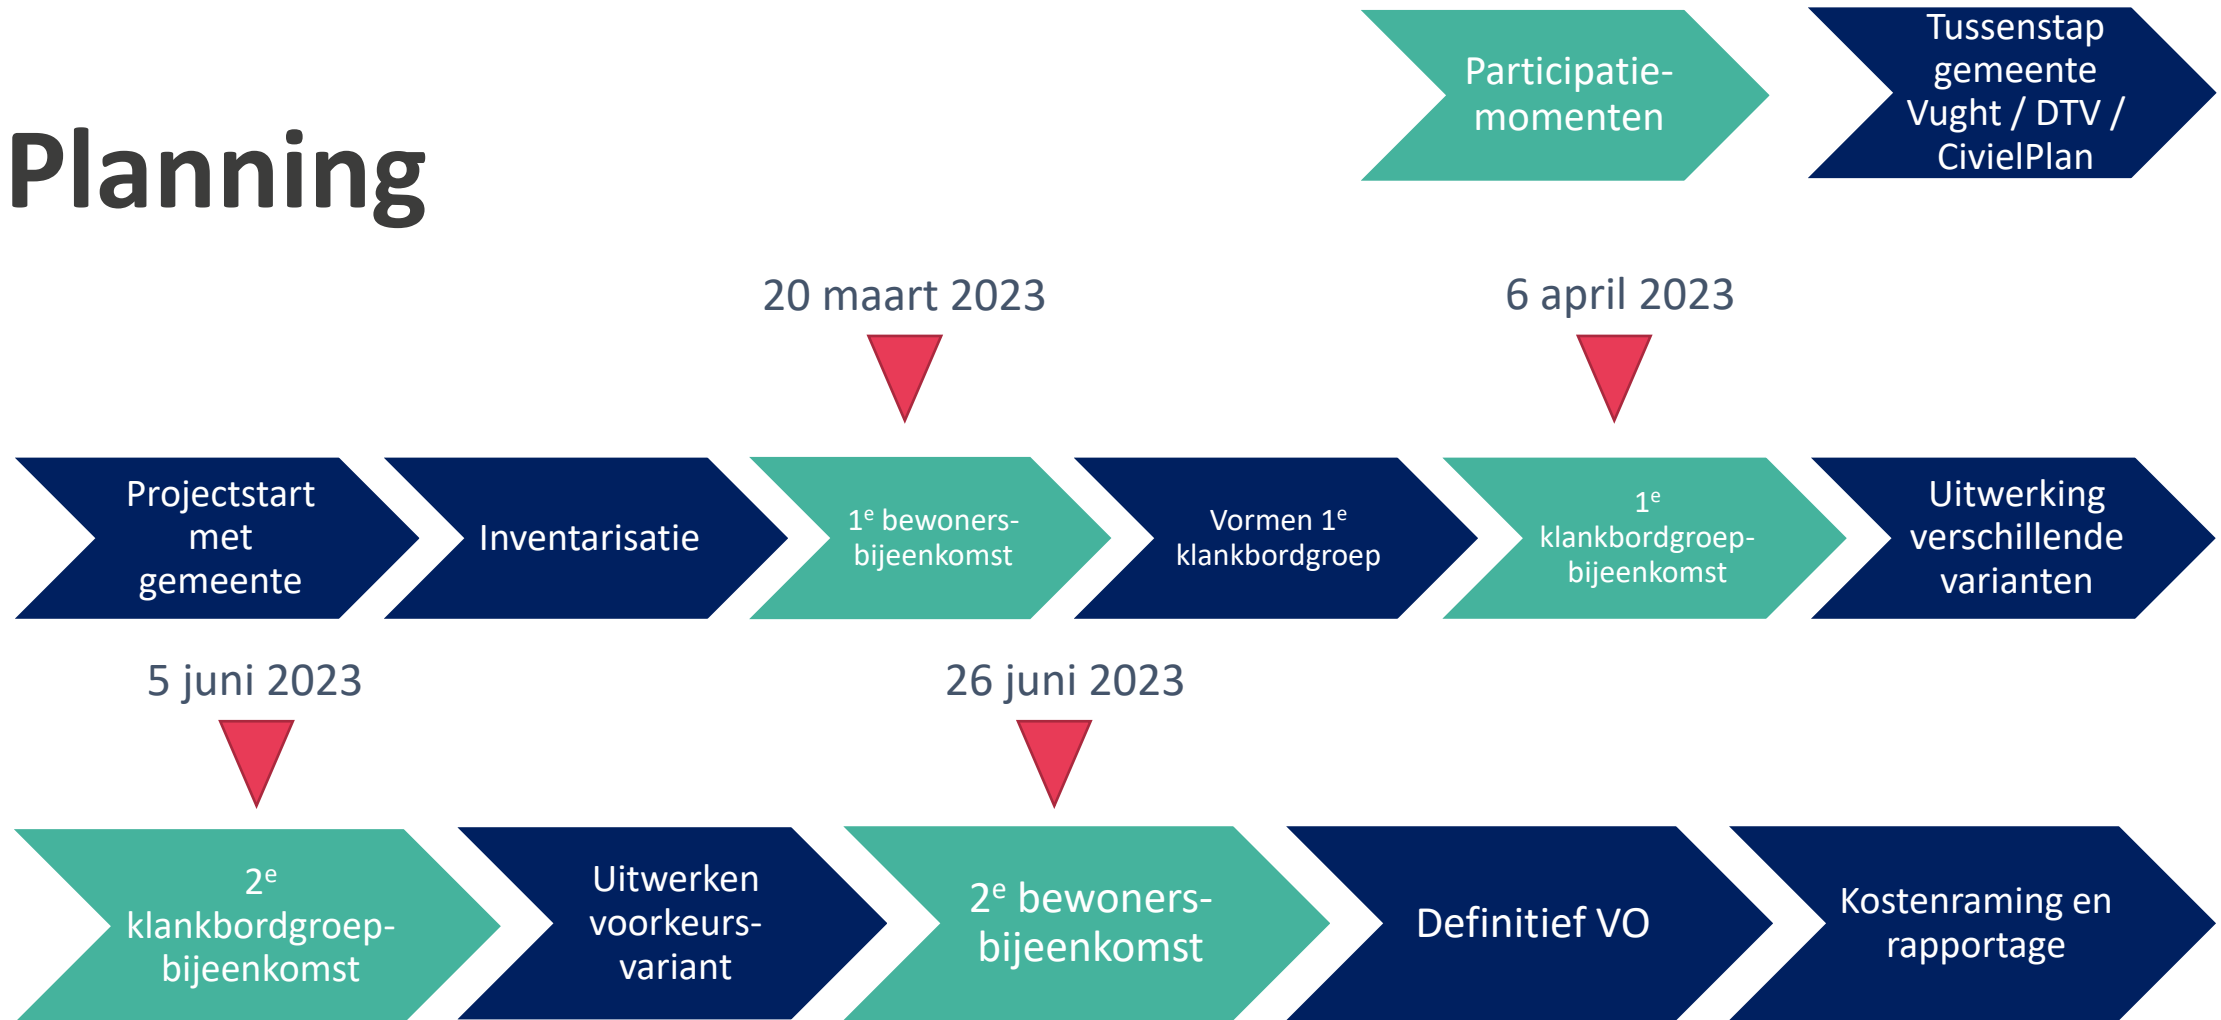 Participatie-
momenten
Tussenstap
gemeente
Vught / DTV /
CivielPlan
Planning
20 maart 2023
6 april 2023
Projectstart
met
gemeente
Inventarisatie
1e bewoners-
bijeenkomst
Vormen 1e
klankbordgroep
1e
klankbordgroep-
bijeenkomst
Uitwerking
verschillende
varianten
5 juni 2023
26 juni 2023
2e
klankbordgroep-
bijeenkomst
Uitwerken
voorkeurs-
variant
2e bewoners-
bijeenkomst
Definitief VO
Kostenraming en
rapportage